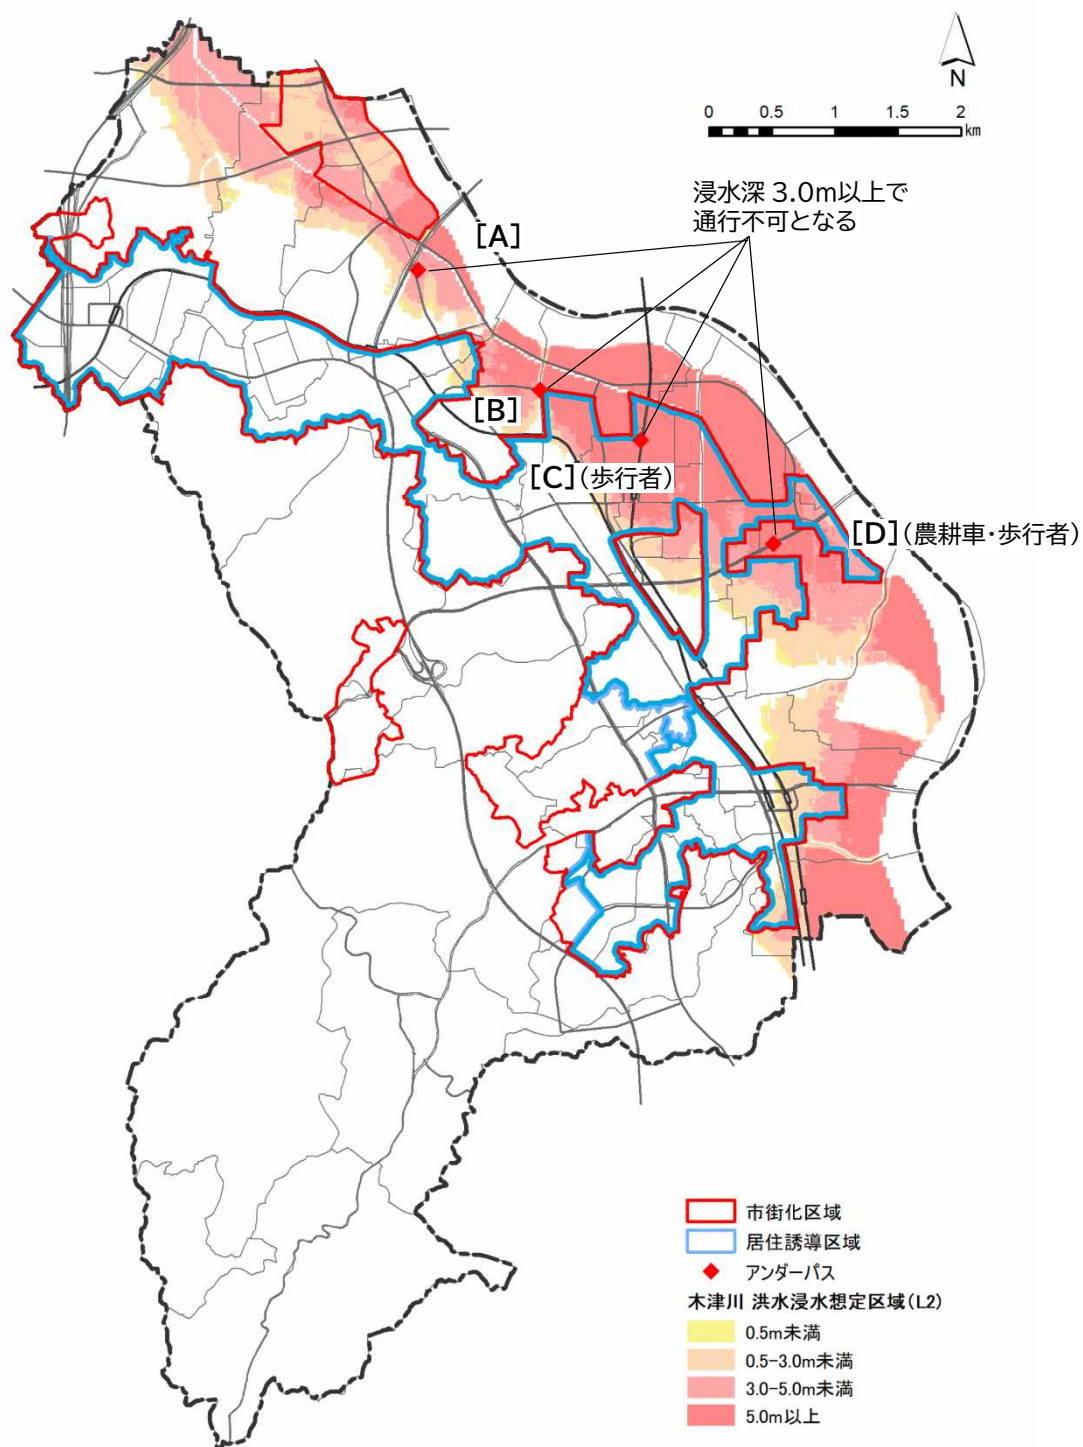 N
0 0.5 1 1.5 2
km
浸水深 3.0m以上で
通行不可となる
[A]
[B]
[C](歩行者)
[D](農耕車・歩行者)
市街化区域
居住誘導区域
アンダーパス
木津川 洪水浸水想定区域(L2)
0.5m未満
0.5-3.0m未満
3.0-5.0m未満
5.0m以上